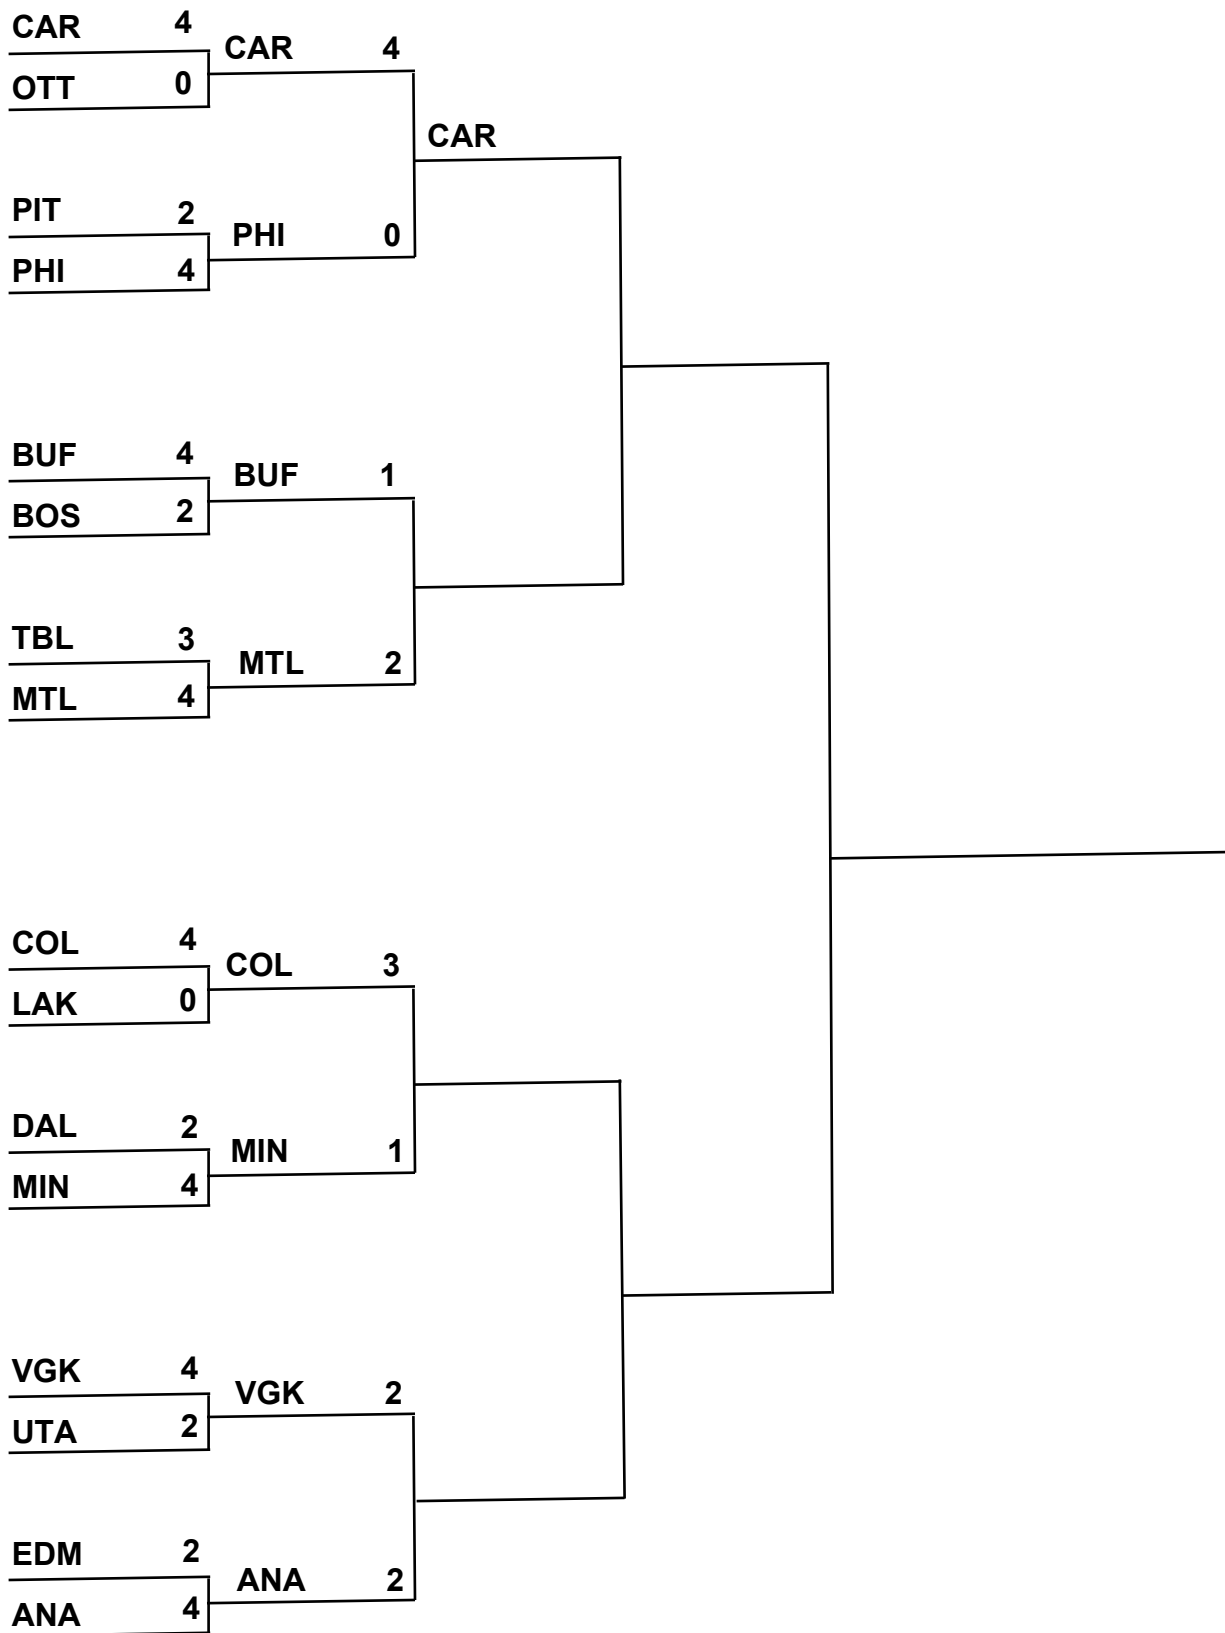 CAR 4
OTT 0
CAR 4
CAR
PIT 2
PHI 4
PHI 0
BUF 4
BOS 2
BUF 1
TBL 3
MTL 4
MTL 2
COL 4
LAK 0
COL 3
DAL 2
MIN 4
MIN 1
VGK 4
UTA 2
VGK 2
EDM 2
ANA 4
ANA 2